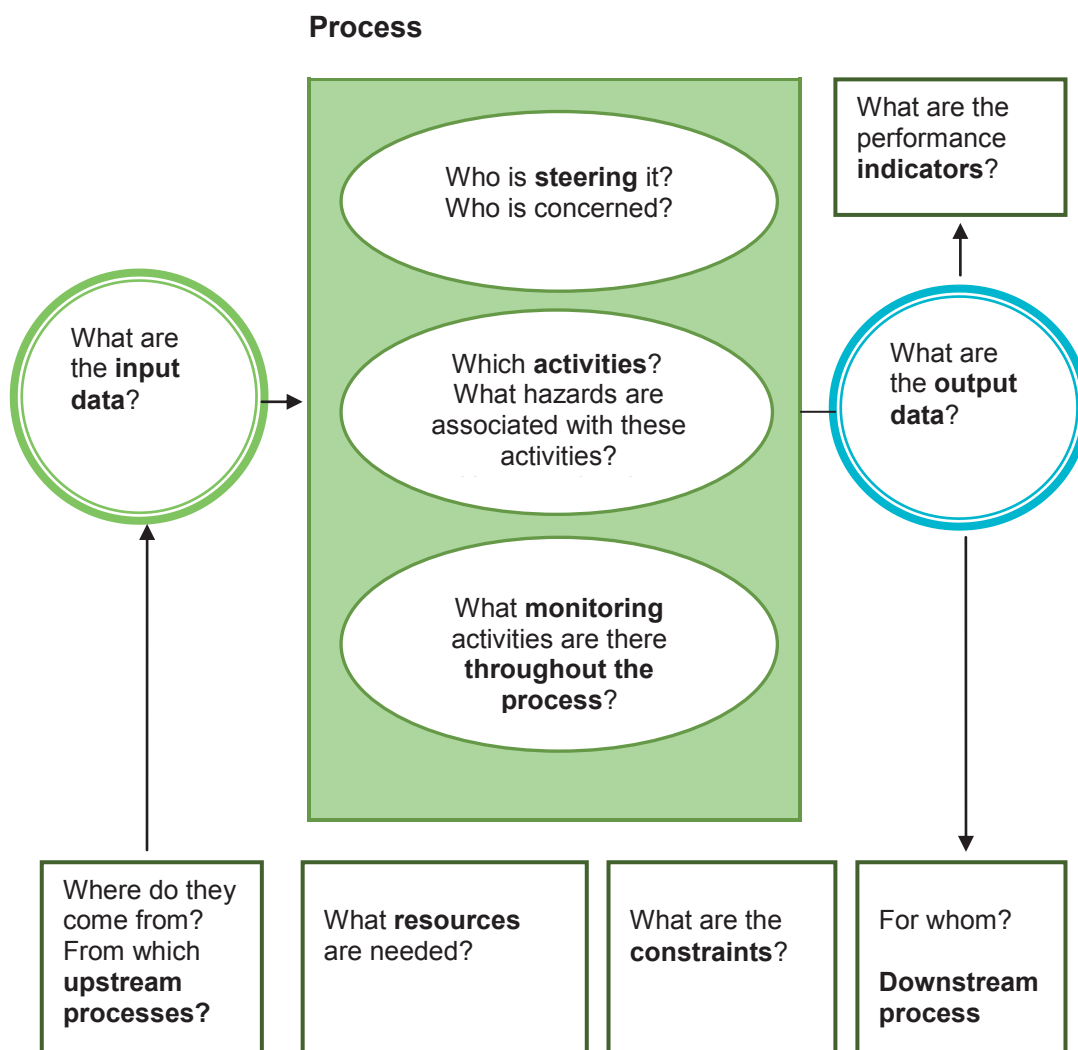 Process
What are the
performance
indicators?
Who is steering it?
Who is concerned?
What are
the input
data?
Which activities?
What hazards are
associated with these
activities?
What are
the output
data?
What monitoring
activities are there
throughout the
process?
Where do they
come from?
From which
upstream
processes?
What resources
are needed?
What are the
constraints?
For whom?
Downstream
process